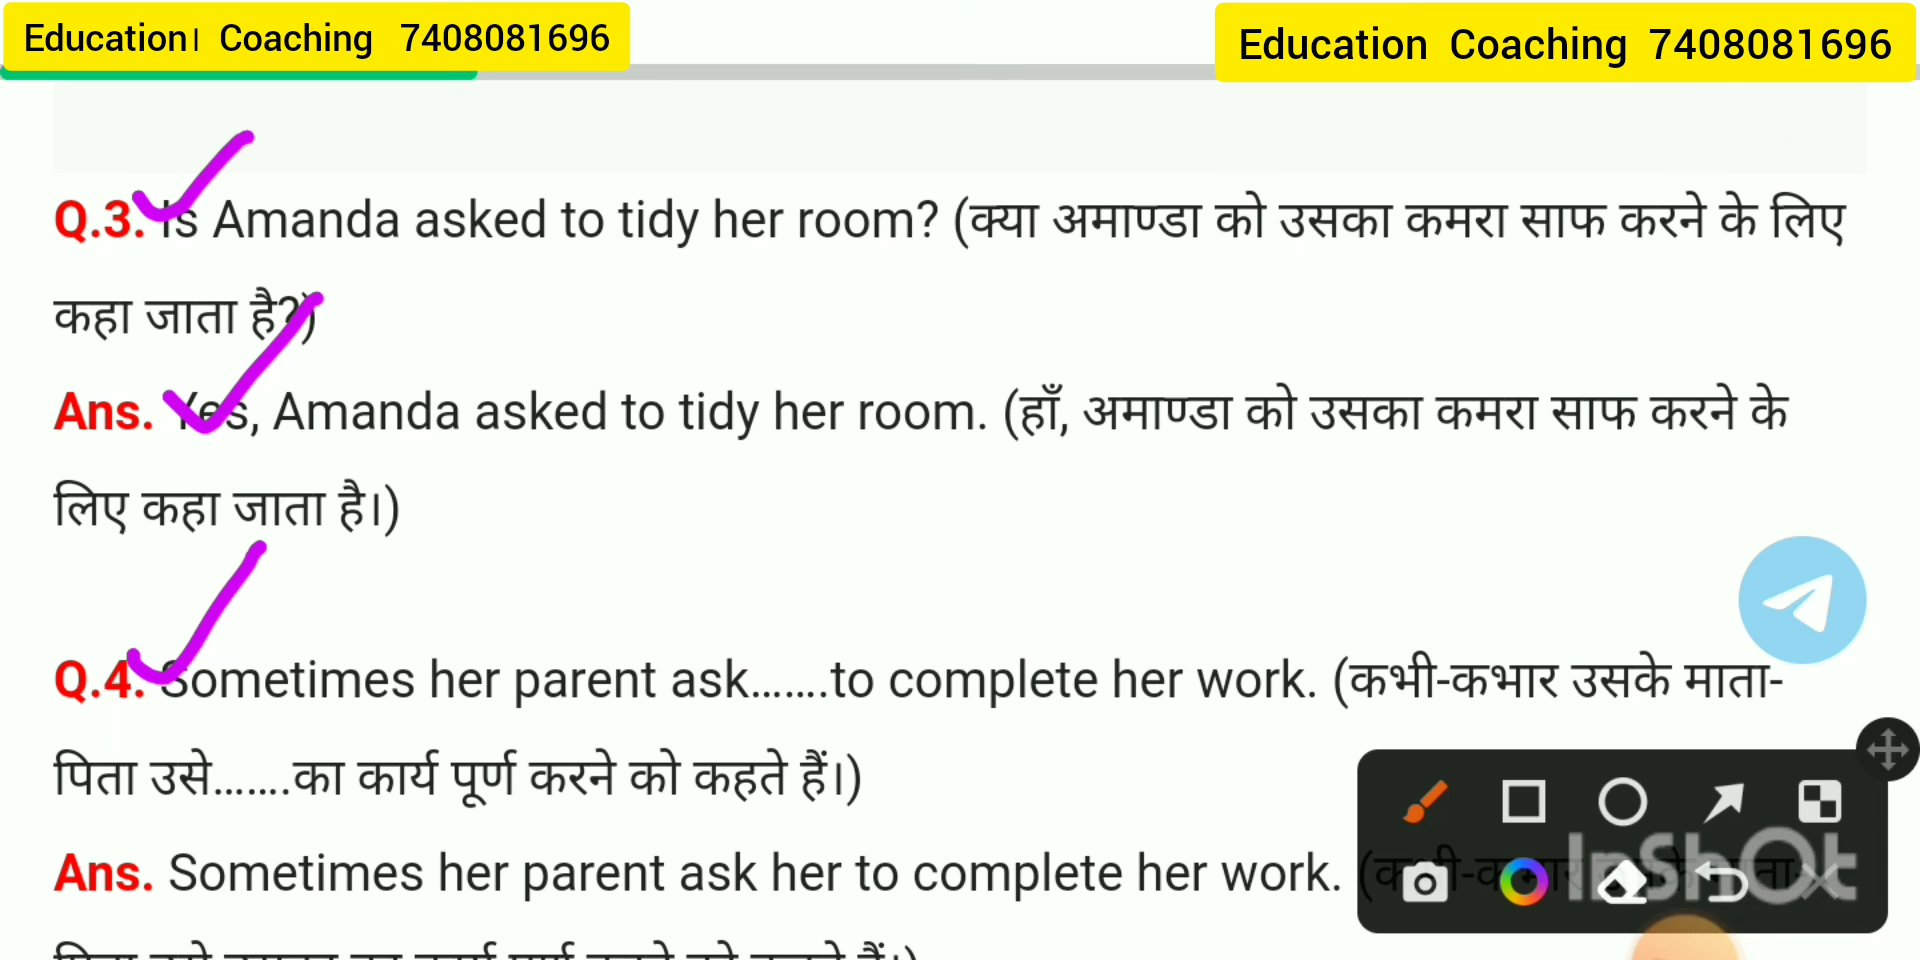 Education। Coaching 7408081696
Education Coaching 7408081696
Q.3. Is Amanda asked to tidy her room? (क्या अमाण्डा को उसका कमरा साफ करने के लिए
कहा जाता है?)
Ans. Yes, Amanda asked to tidy her room. (हाँ, अमाण्डा को उसका कमरा साफ करने के
लिए कहा जाता है।)
Q.4. Sometimes her parent ask.......to complete her work. (कभी-कभार उसके माता-
पिता उसे.......का कार्य पूर्ण करने को कहते हैं।)
Ans. Sometimes her parent ask her to complete her work. (कभी-कभार उसके माता-
InShOt